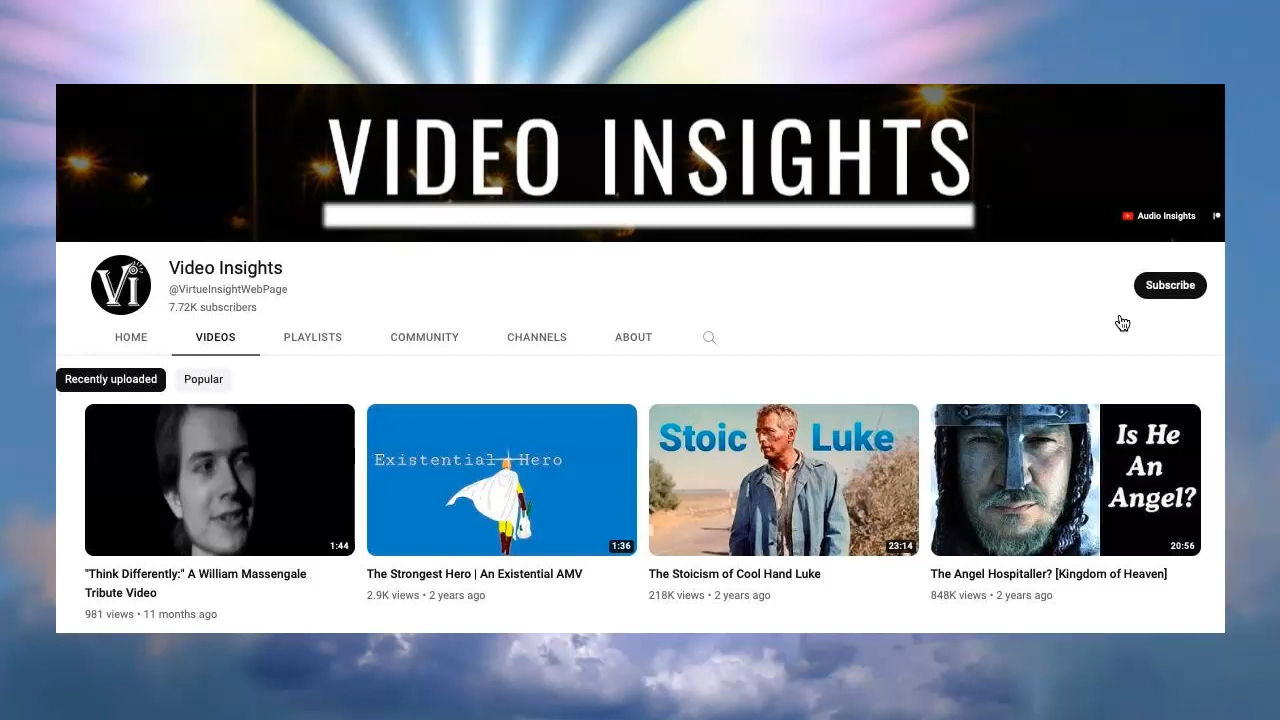 VIDEO INSIGHTS
Audio Insights
Vi
Video Insights
@VirtueInsightWebPage
7.72K subscribers
Subscribe
HOME VIDEOS PLAYLISTS COMMUNITY CHANNELS ABOUT
Recently uploaded Popular
1:44
Existential Hero
1:36
Stoic Luke
23:14
Is He
An
Angel?
20:56
"Think Differently:" A William Massengale
Tribute Video
981 views • 11 months ago
The Strongest Hero | An Existential AMV
2.9K views • 2 years ago
The Stoicism of Cool Hand Luke
218K views • 2 years ago
The Angel Hospitaller? [Kingdom of Heaven]
848K views • 2 years ago